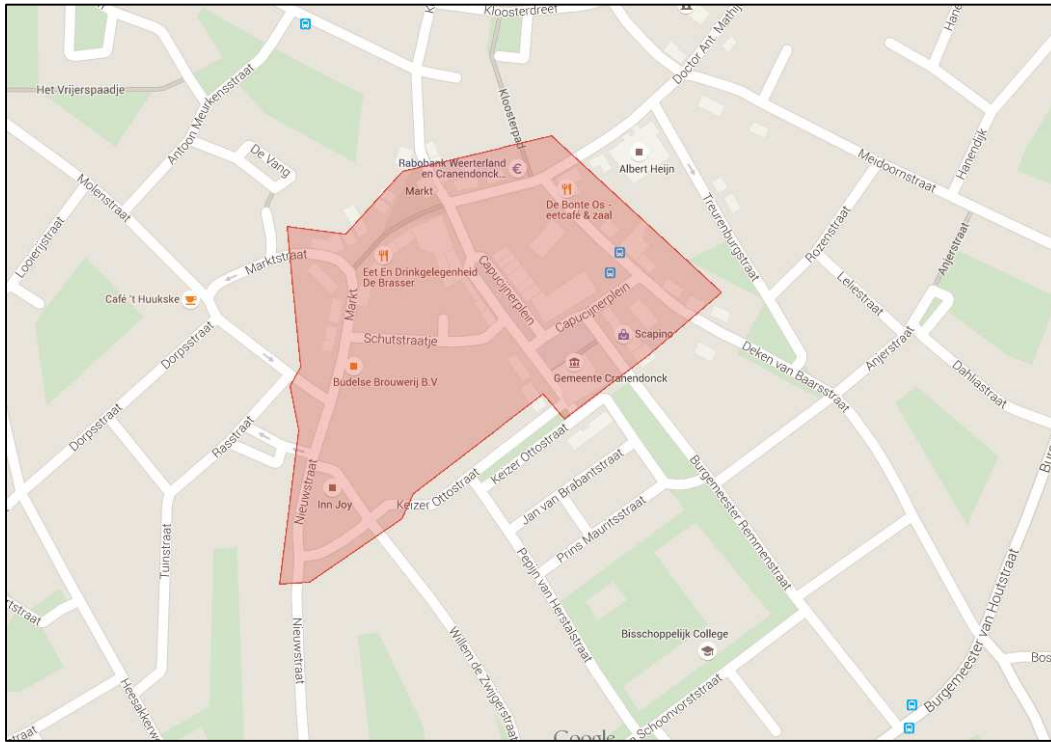 Kloosterdreef
Doctor Ant. Mathij
Hanendijk
Het Vrijerspaadje
Antoon Meurkensstraat
Kloosterpad
De Vang
Molenstraat
Rabobank Weerterland
en Cranendonck...
Albert Heijn
Meidoornstraat
Hanendijk
Markt
De Bonte Os -
eetcafé & zaal
Treurenburgstraat
Rozenstraat
Looierijstraat
Marktstraat
Eet En Drinkgelegenheid
De Brasser
Capucijnerplein
Anjerstraat
Leliestraat
Café 't Huukske
Markt
Capucijnerplein
Schutstraatje
Scapino
Dorpsstraat
Budelse Brouwerij B.V
Gemeente Cranendonck
Deken van Baarsstraat
Anjerstraat
Dahliastraat
Dorpsstraat
Rasstraat
Keizer Ottostraat
Keizer Ottostraat
Nieuwstraat
Inn Joy
Jan van Brabantstraat
Burgemeester Remmenstraat
Prins Mauritsstraat
Tuinstraat
Pepijn van Herstalstraat
Burgemeester van Houtstraat
Nieuwstraat
Willem de Zwijgerstraat
Bisschoppelijk College
Bos
Heesakkerw
Schoonvorststraat
Google